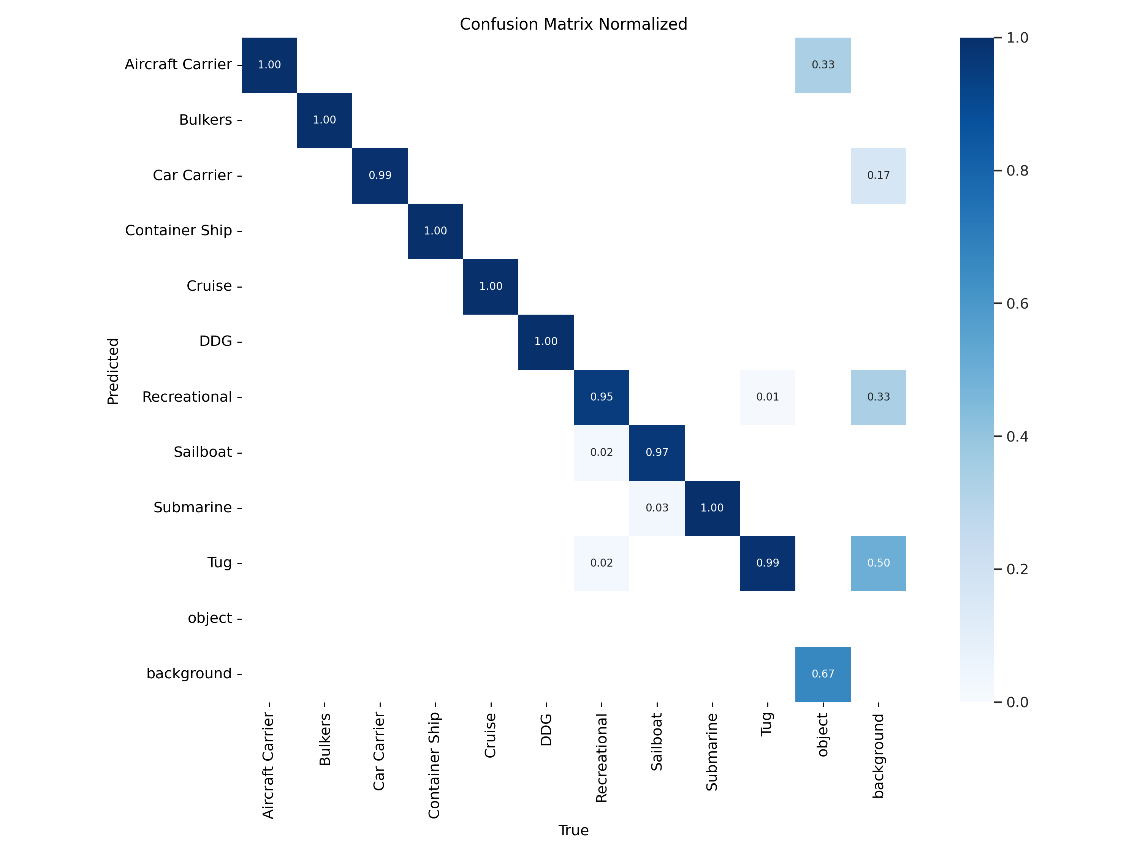 Confusion Matrix Normalized
Aircraft Carrier
1.00
0.33
Bulkers
1.00
Car Carrier
0.99
0.17
Container Ship
1.00
Cruise
1.00
DDG
1.00
Recreational
0.95
0.01
0.33
Sailboat
0.02
0.97
Submarine
0.03
1.00
Tug
0.02
0.99
0.50
object
background
0.67
Predicted
Aircraft Carrier
Bulkers
Car Carrier
Container Ship
Cruise
DDG
Recreational
Sailboat
Submarine
Tug
object
background
True
1.0
0.8
0.6
0.4
0.2
0.0